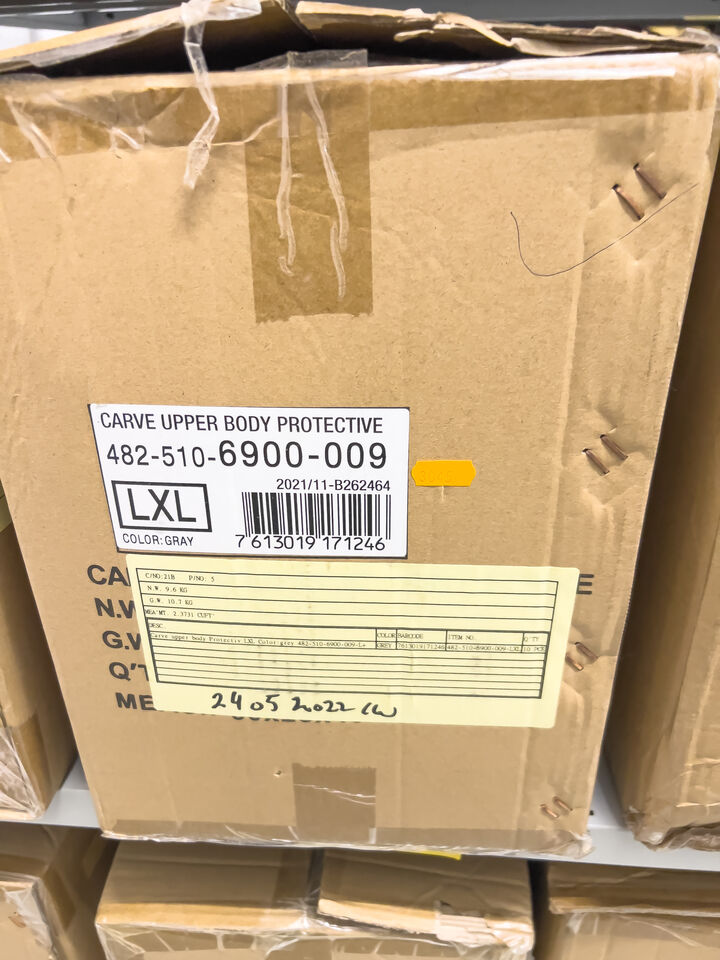 CARVE UPPER BODY PROTECTIVE
482-510-6900-009
2021/11-B262464
LXL
COLOR: GRAY
7 613019 171246
CA
E
N.W
G.W
Q'T
ME
C/NO:21B P/NO: 5
N.W. 9.6 KG
G.W. 10.7 KG
MEA'MT. 2.3731 CUFT'
DESC COLOR BARCODE ITEM NO. Q'TY
Carve upper body Protectiv LXL Color:grey 482-510-6900-009-L+ GREY 7613019171246 482-510-6900-009-LXL 10 PCS
24 05 2022